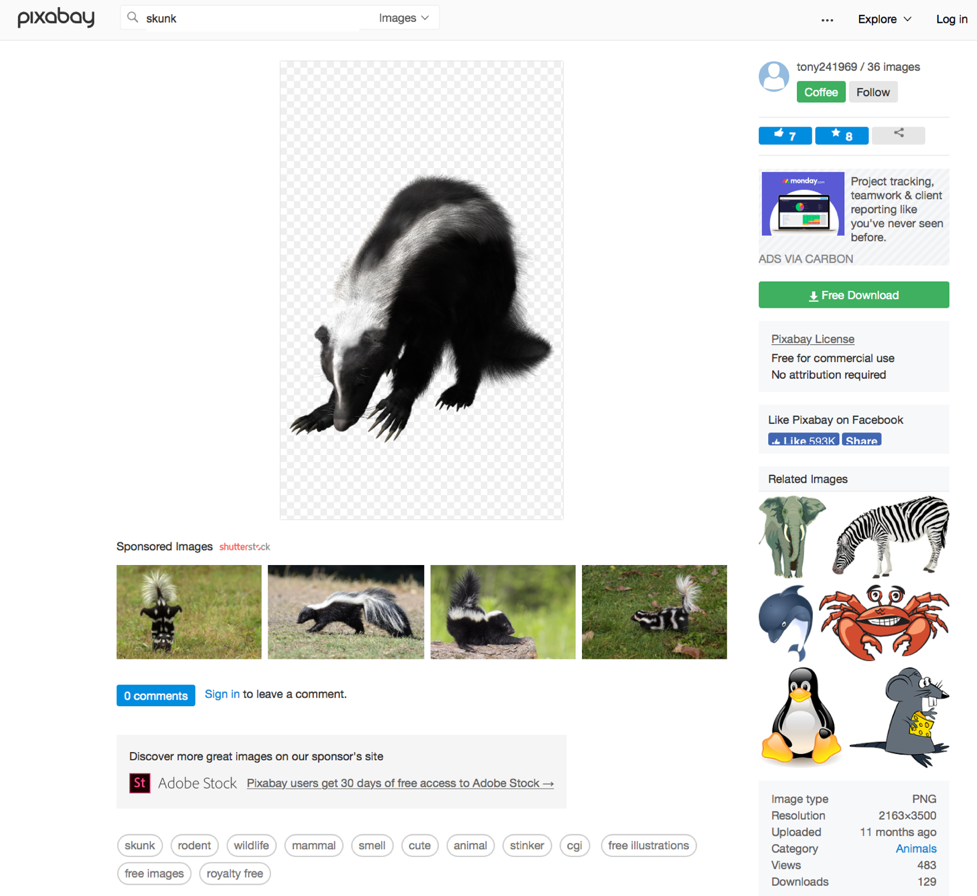 pixabay
skunk
Images
...
Explore
Log in
tony241969 / 36 images
Coffee
Follow
7
8
monday.com
Project tracking,
teamwork & client
reporting like
you've never seen
before.
ADS VIA CARBON
Free Download
Pixabay License
Free for commercial use
No attribution required
Like Pixabay on Facebook
Like 593K
Share
Related Images
Sponsored Images shutterstock
0 comments
Sign in to leave a comment.
Discover more great images on our sponsor's site
St Adobe Stock Pixabay users get 30 days of free access to Adobe Stock →
skunk
rodent
wildlife
mammal
smell
cute
animal
stinker
cgi
free illustrations
free images
royalty free
Image type PNG
Resolution 2163×3500
Uploaded 11 months ago
Category Animals
Views 483
Downloads 129